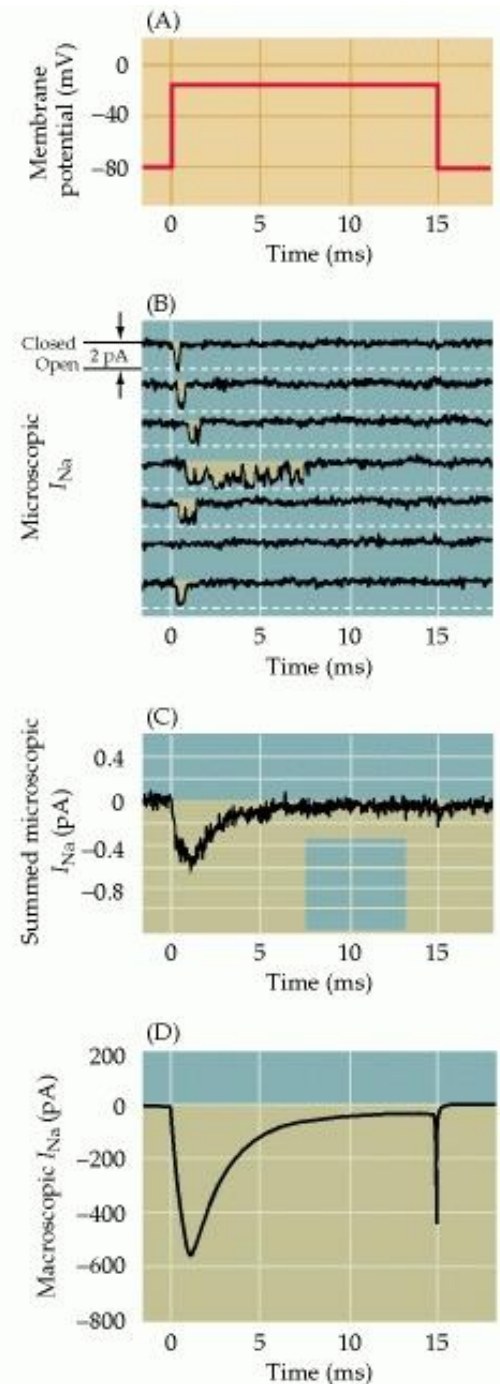 (A)
Membrane
potential (mV)
0
−40
−80
0 5 10 15
Time (ms)
(B)
Closed
Open
2 pA
Microscopic
INa
0 5 10 15
Time (ms)
(C)
Summed microscopic
INa (pA)
0.4
0
−0.4
−0.8
0 5 10 15
Time (ms)
(D)
Macroscopic INa (pA)
200
0
−200
−400
−600
−800
0 5 10 15
Time (ms)